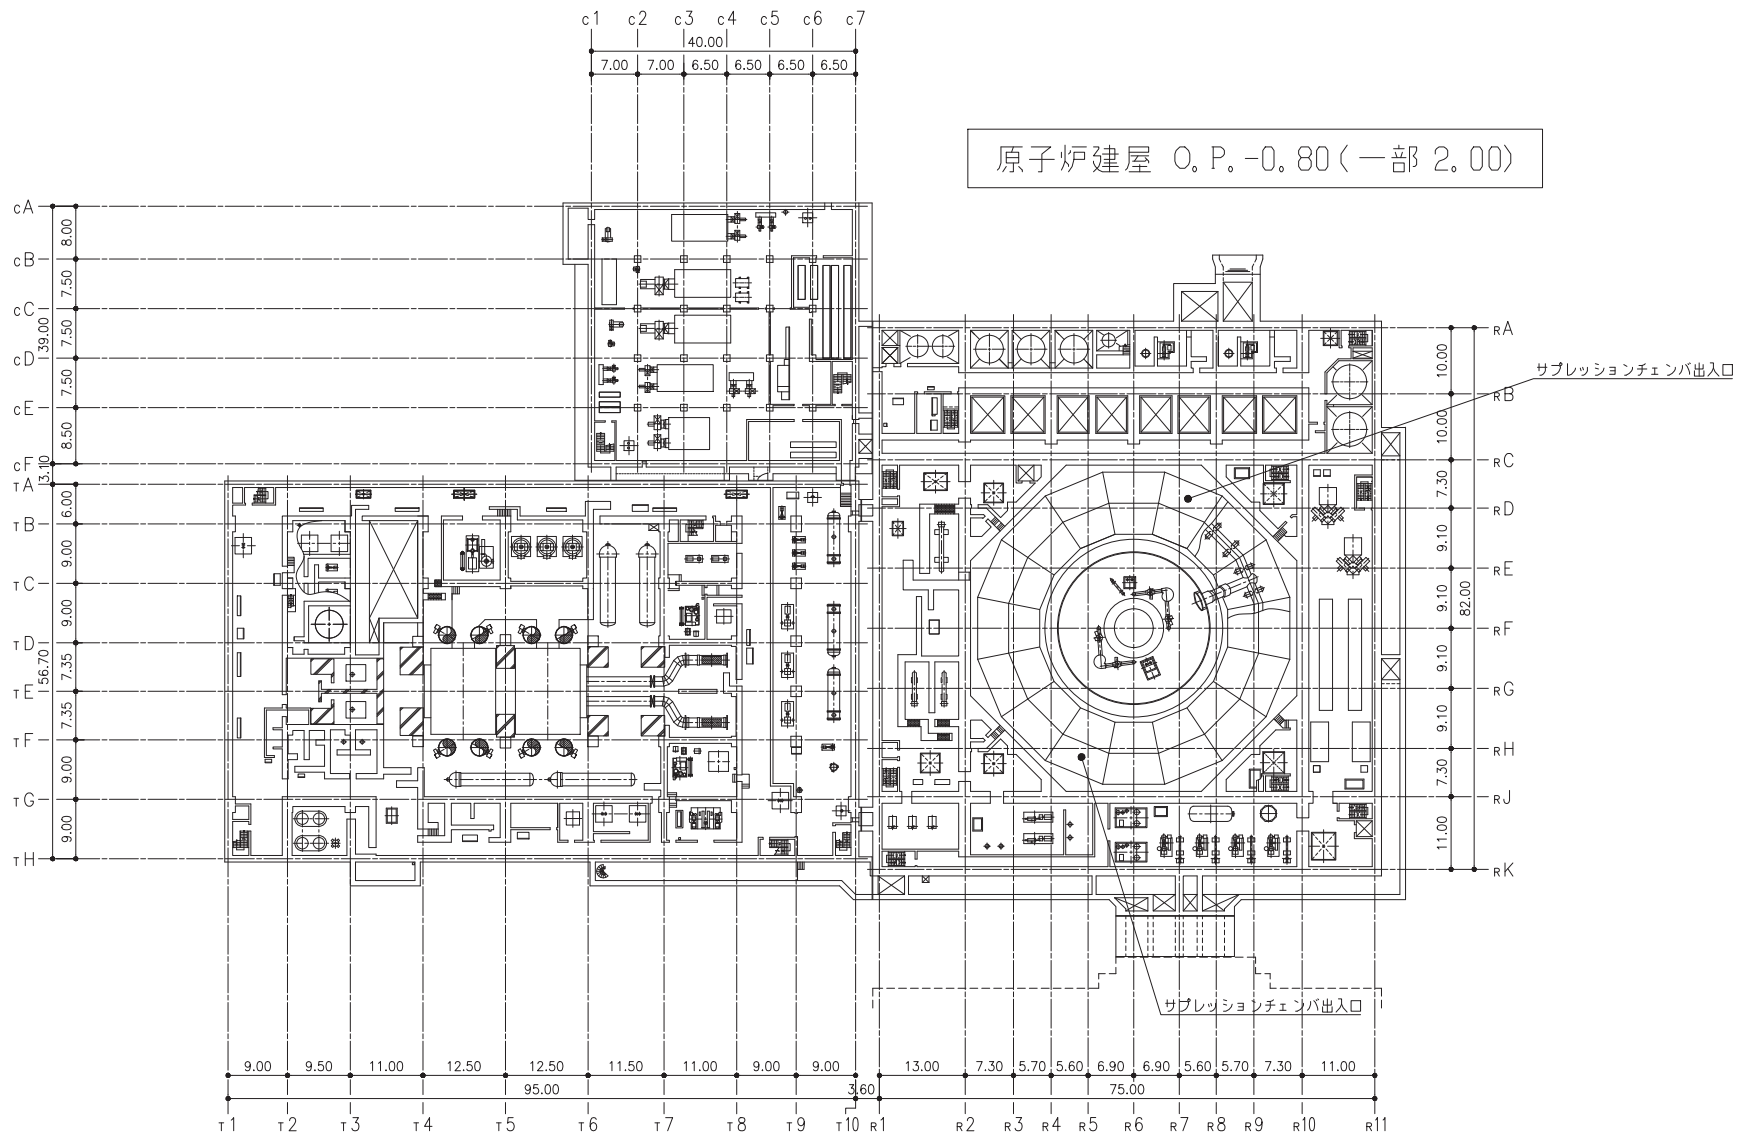 c1 c2 c3 c4 c5 c6 c7
40.00
7.00 7.00 6.50 6.50 6.50 6.50
原子炉建屋 O.P.-0.80(一部 2.00)
cA
8.00
cB
7.50
cC
39.00
7.50
cD
7.50
cE
8.50
cF
3.10
TA
6.00
TB
9.00
TC
9.00
TD
56.70
7.35
TE
7.35
TF
9.00
TG
9.00
TH
RA
10.00
サプレッションチェンバ出入口
RB
10.00
RC
7.30
RD
9.10
RE
9.10
82.00
RF
9.10
RG
9.10
RH
7.30
RJ
11.00
RK
サプレッションチェンバ出入口
9.00 9.50 11.00 12.50 12.50 11.50 11.00 9.00 9.00 13.00 7.30 5.70 5.60 6.90 6.90 5.60 5.70 7.30 11.00
95.00 3.60 75.00
T1 T2 T3 T4 T5 T6 T7 T8 T9 T10 R1 R2 R3 R4 R5 R6 R7 R8 R9 R10 R11